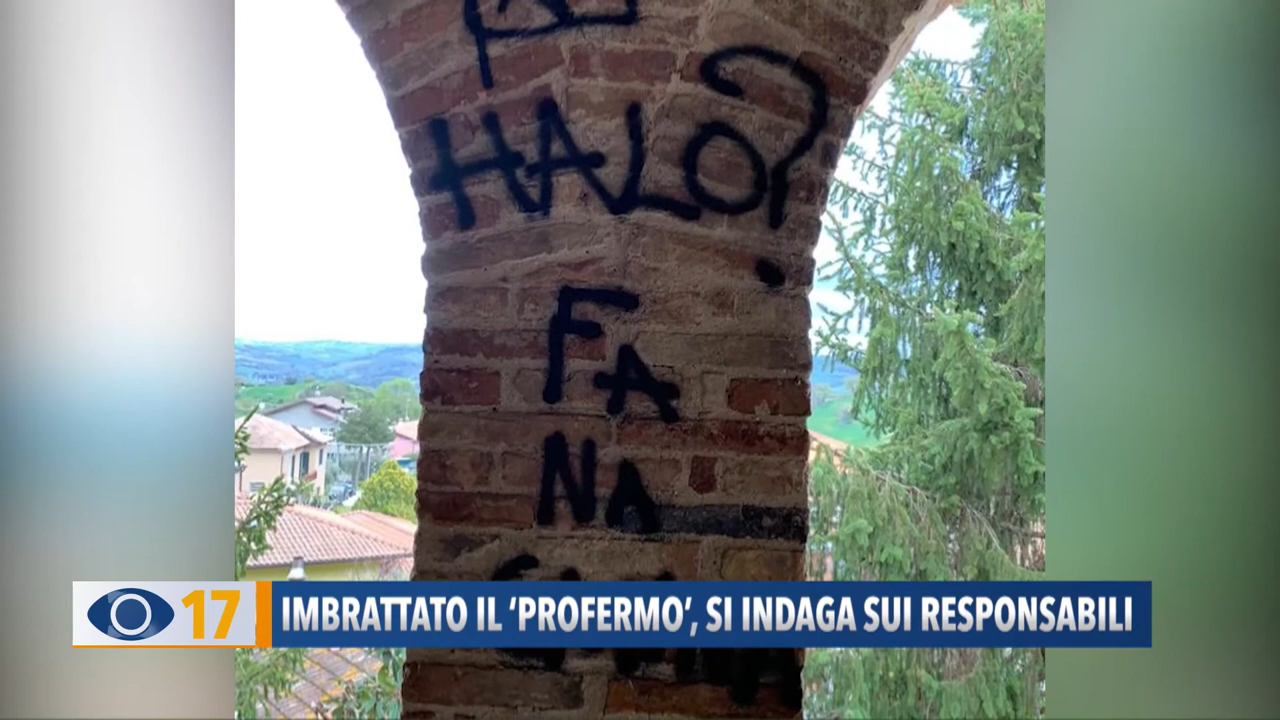 HALO?
FA
NA
17
IMBRATTATO IL ‘PROFERMO’, SI INDAGA SUI RESPONSABILI